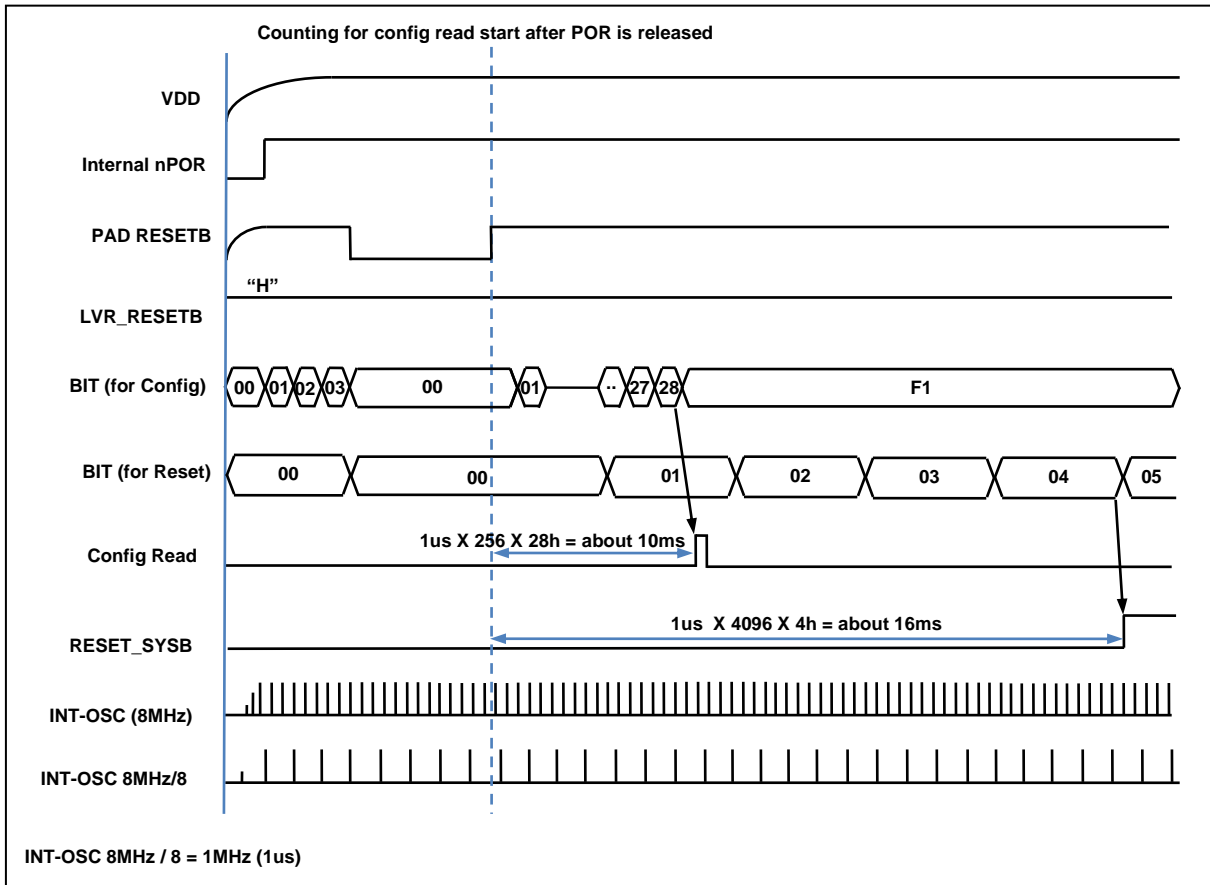 Counting for config read start after POR is released
VDD
Internal nPOR
PAD RESETB
“H”
LVR_RESETB
BIT (for Config)
00 01 02 03 00 01 ·· 27 28 F1
BIT (for Reset)
00 00 01 02 03 04 05
1us X 256 X 28h = about 10ms
Config Read
1us X 4096 X 4h = about 16ms
RESET_SYSB
INT-OSC (8MHz)
INT-OSC 8MHz/8
INT-OSC 8MHz / 8 = 1MHz (1us)